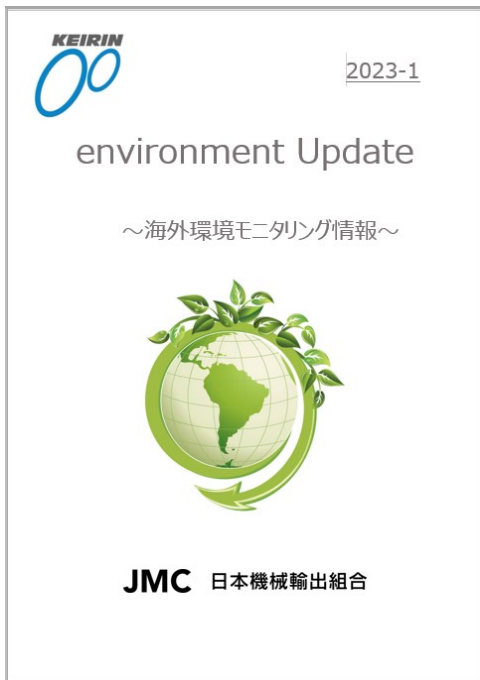 KEIRIN
2023-1
environment Update
~海外環境モニタリング情報~
JMC 日本機械輸出組合